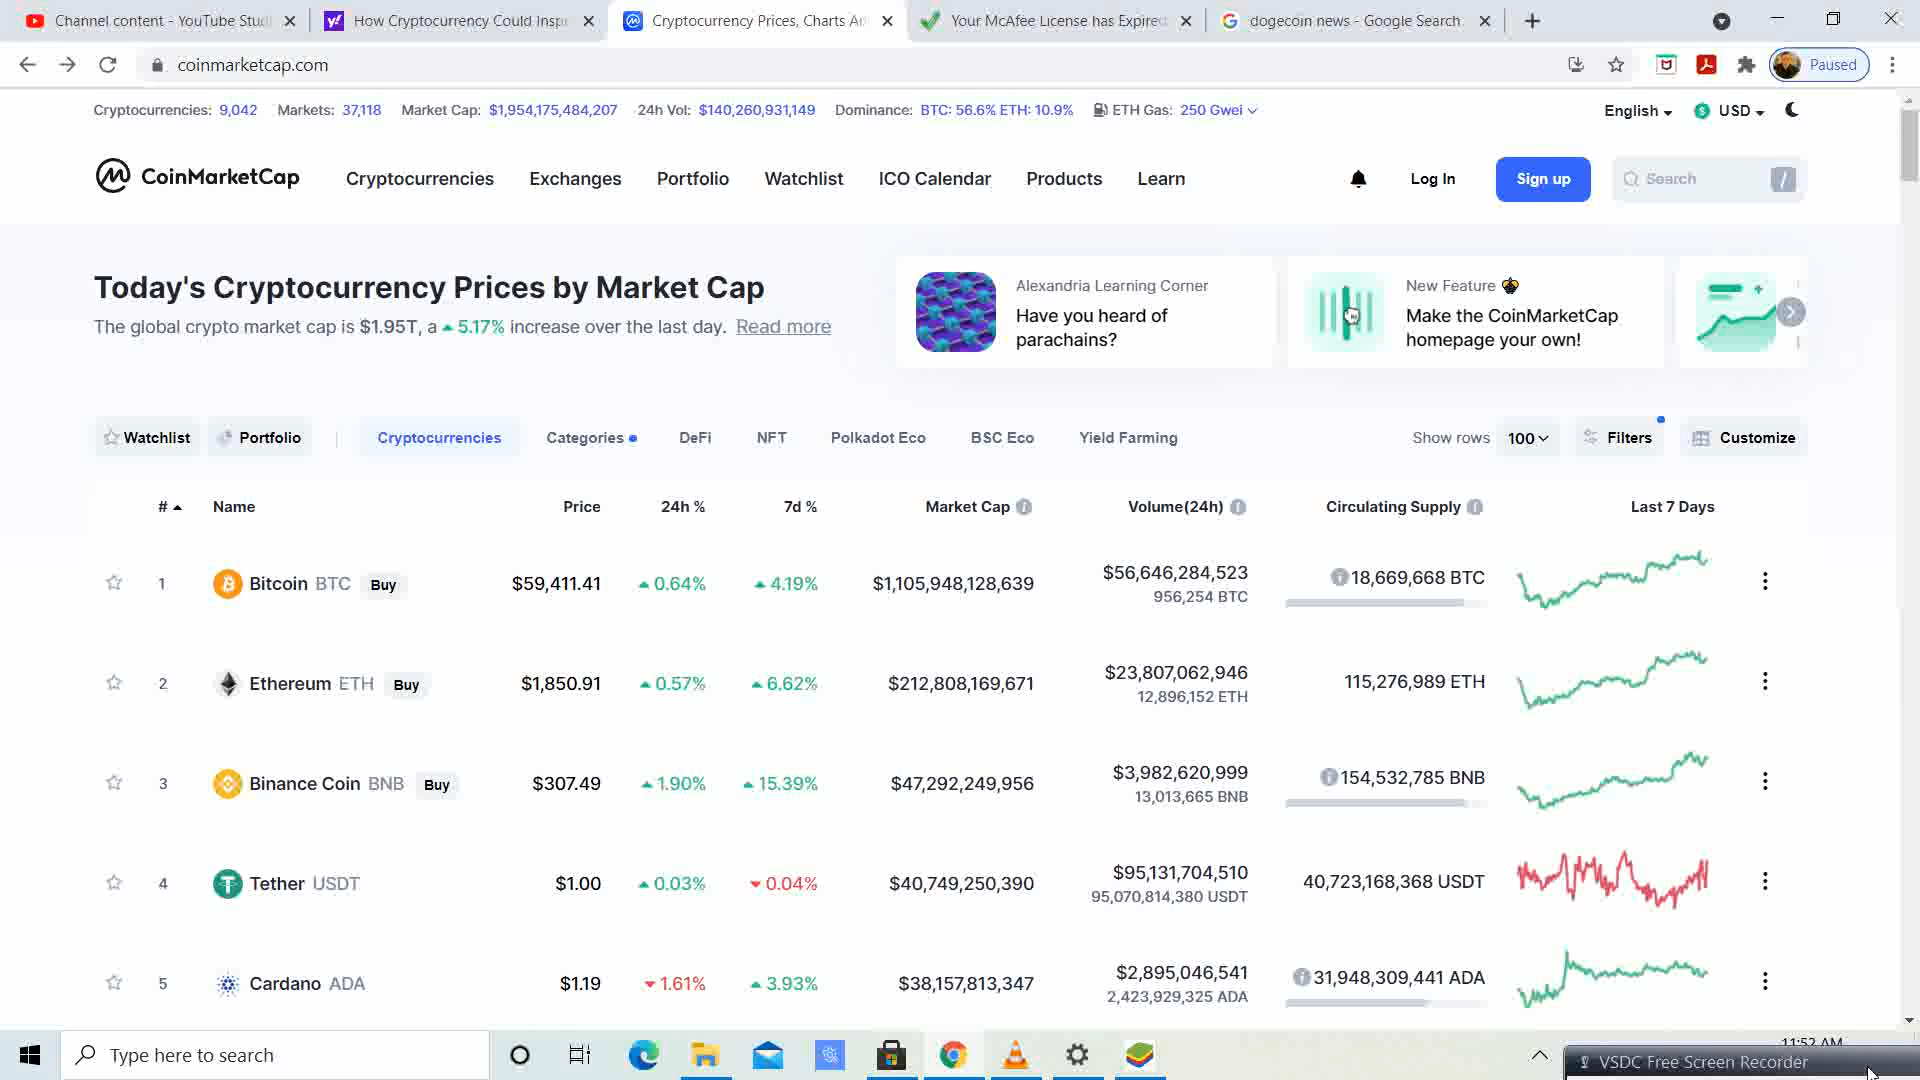 Channel content - YouTube Studi
How Cryptocurrency Could Inspi
Cryptocurrency Prices, Charts An
Your McAfee License has Expired
dogecoin news - Google Search
coinmarketcap.com
Paused
Cryptocurrencies: 9,042 Markets: 37,118 Market Cap: $1,954,175,484,207 24h Vol: $140,260,931,149 Dominance: BTC: 56.6% ETH: 10.9% ETH Gas: 250 Gwei
English USD
CoinMarketCap Cryptocurrencies Exchanges Portfolio Watchlist ICO Calendar Products Learn Log In Sign up Search /
Today's Cryptocurrency Prices by Market Cap
The global crypto market cap is $1.95T, a 5.17% increase over the last day. Read more
Alexandria Learning Corner
Have you heard of
parachains?
New Feature
Make the CoinMarketCap
homepage your own!
Watchlist Portfolio Cryptocurrencies Categories DeFi NFT Polkadot Eco BSC Eco Yield Farming Show rows 100 Filters Customize
# Name Price 24h % 7d % Market Cap Volume(24h) Circulating Supply Last 7 Days
1 Bitcoin BTC Buy $59,411.41 0.64% 4.19% $1,105,948,128,639 $56,646,284,523 18,669,668 BTC
956,254 BTC
2 Ethereum ETH Buy $1,850.91 0.57% 6.62% $212,808,169,671 $23,807,062,946 115,276,989 ETH
12,896,152 ETH
3 Binance Coin BNB Buy $307.49 1.90% 15.39% $47,292,249,956 $3,982,620,999 154,532,785 BNB
13,013,665 BNB
4 Tether USDT $1.00 0.03% 0.04% $40,749,250,390 $95,131,704,510 40,723,168,368 USDT
95,070,814,380 USDT
5 Cardano ADA $1.19 1.61% 3.93% $38,157,813,347 $2,895,046,541 31,948,309,441 ADA
2,423,929,325 ADA
Type here to search
11:52 AM
VSDC Free Screen Recorder